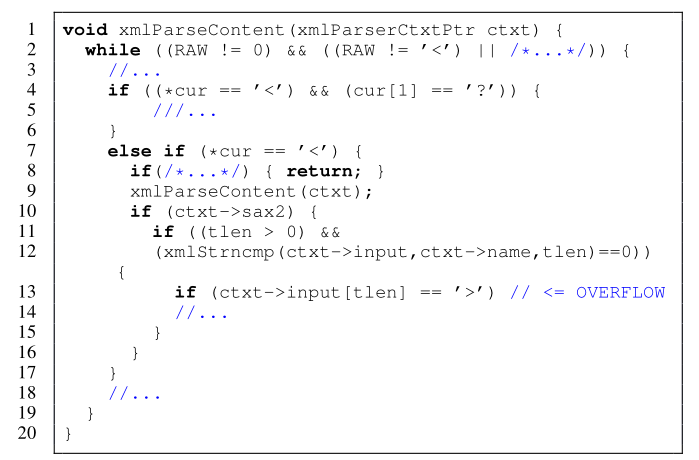 1 void xmlParseContent(xmlParserCtxtPtr ctxt) {
2   while ((RAW != 0) && ((RAW != '<') || /*...*/)) {
3     //...
4     if ((*cur == '<') && (cur[1] == '?')) {
5         ///...
6     }
7     else if (*cur == '<') {
8       if(/*...*/) { return; }
9       xmlParseContent(ctxt);
10       if (ctxt->sax2) {
11         if ((tlen > 0) &&
12         (xmlStrncmp(ctxt->input,ctxt->name,tlen)==0))
      {
13           if (ctxt->input[tlen] == '>') // <= OVERFLOW
14           //...
15         }
16       }
17     }
18     //...
19   }
20 }